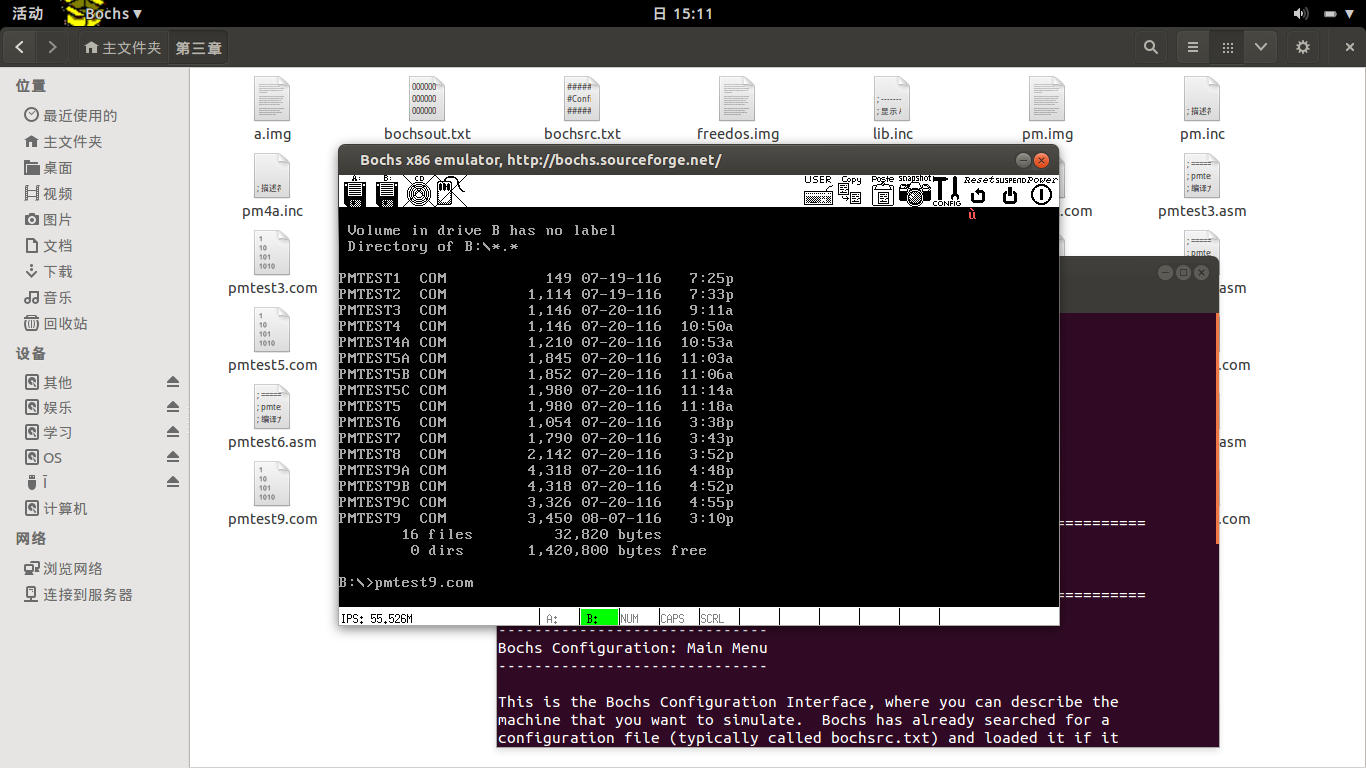 活动
Bochs ▾
日 15:11
主文件夹
第三章
位置
最近使用的
主文件夹
桌面
视频
图片
文档
下载
音乐
回收站
设备
其他
娱乐
学习
OS
Ī
计算机
网络
浏览网络
连接到服务器
a.img
bochsout.txt
bochsrc.txt
freedos.img
lib.inc
pm.img
pm.inc
pm4a.inc
.com
pmtest3.asm
pmtest3.com
asm
pmtest5.com
.com
pmtest6.asm
asm
pmtest9.com
.com
Bochs x86 emulator, http://bochs.sourceforge.net/
A:
B:
CD
USER
Copy
Paste
Snapshot
CONFIG
Reset
SUSPEND
Power
ù
Volume in drive B has no label
Directory of B:\*.*
PMTEST1  COM           149 07-19-116   7:25p
PMTEST2  COM         1,114 07-19-116   7:33p
PMTEST3  COM         1,146 07-20-116   9:11a
PMTEST4  COM         1,146 07-20-116  10:50a
PMTEST4A COM         1,210 07-20-116  10:53a
PMTEST5A COM         1,845 07-20-116  11:03a
PMTEST5B COM         1,852 07-20-116  11:06a
PMTEST5C COM         1,980 07-20-116  11:14a
PMTEST5  COM         1,980 07-20-116  11:18a
PMTEST6  COM         1,054 07-20-116   3:38p
PMTEST7  COM         1,790 07-20-116   3:43p
PMTEST8  COM         2,142 07-20-116   3:52p
PMTEST9A COM         4,318 07-20-116   4:48p
PMTEST9B COM         4,318 07-20-116   4:52p
PMTEST9C COM         3,326 07-20-116   4:55p
PMTEST9  COM         3,450 08-07-116   3:10p
16 files         32,820 bytes
0 dirs       1,420,800 bytes free
B:\>pmtest9.com
IPS: 55.526M
A:
B:
NUM
CAPS
SCRL
==========
==========
------------------------------
Bochs Configuration: Main Menu
------------------------------
This is the Bochs Configuration Interface, where you can describe the
machine that you want to simulate.  Bochs has already searched for a
configuration file (typically called bochsrc.txt) and loaded it if it